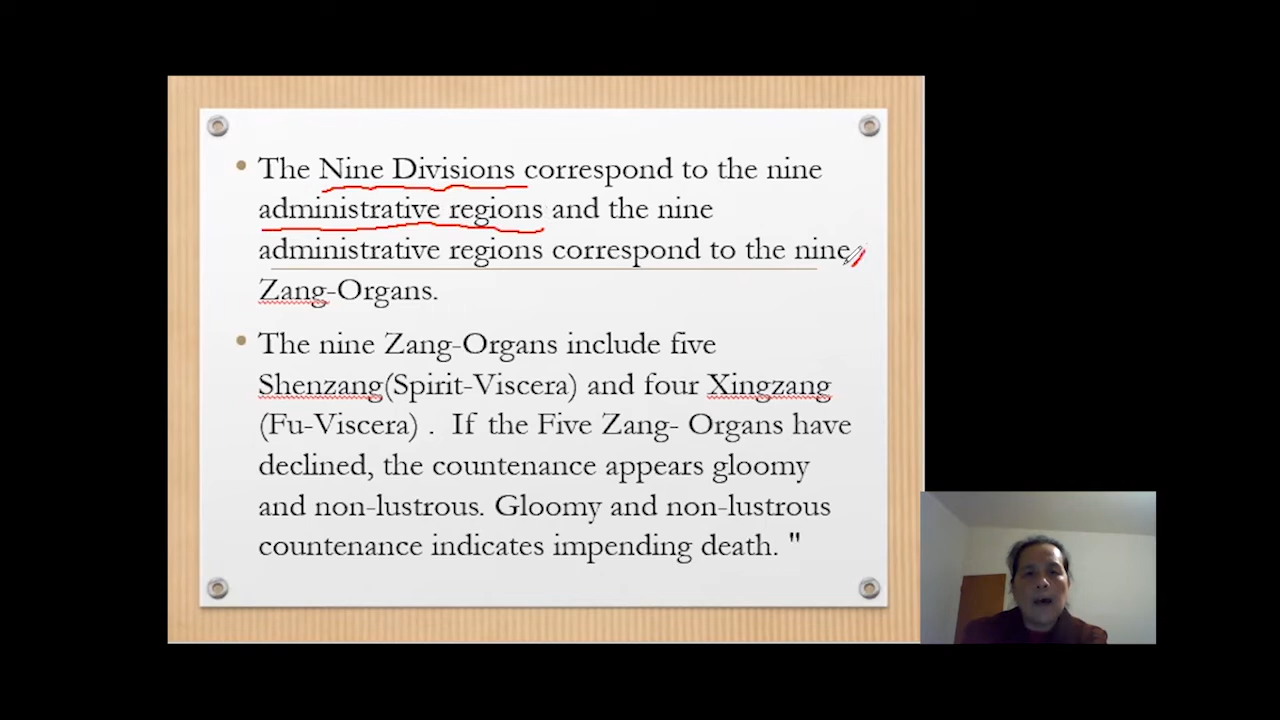 • The Nine Divisions correspond to the nine
administrative regions and the nine
administrative regions correspond to the nine
Zang-Organs.
• The nine Zang-Organs include five
Shenzang(Spirit-Viscera) and four Xingzang
(Fu-Viscera) . If the Five Zang- Organs have
declined, the countenance appears gloomy
and non-lustrous. Gloomy and non-lustrous
countenance indicates impending death. "